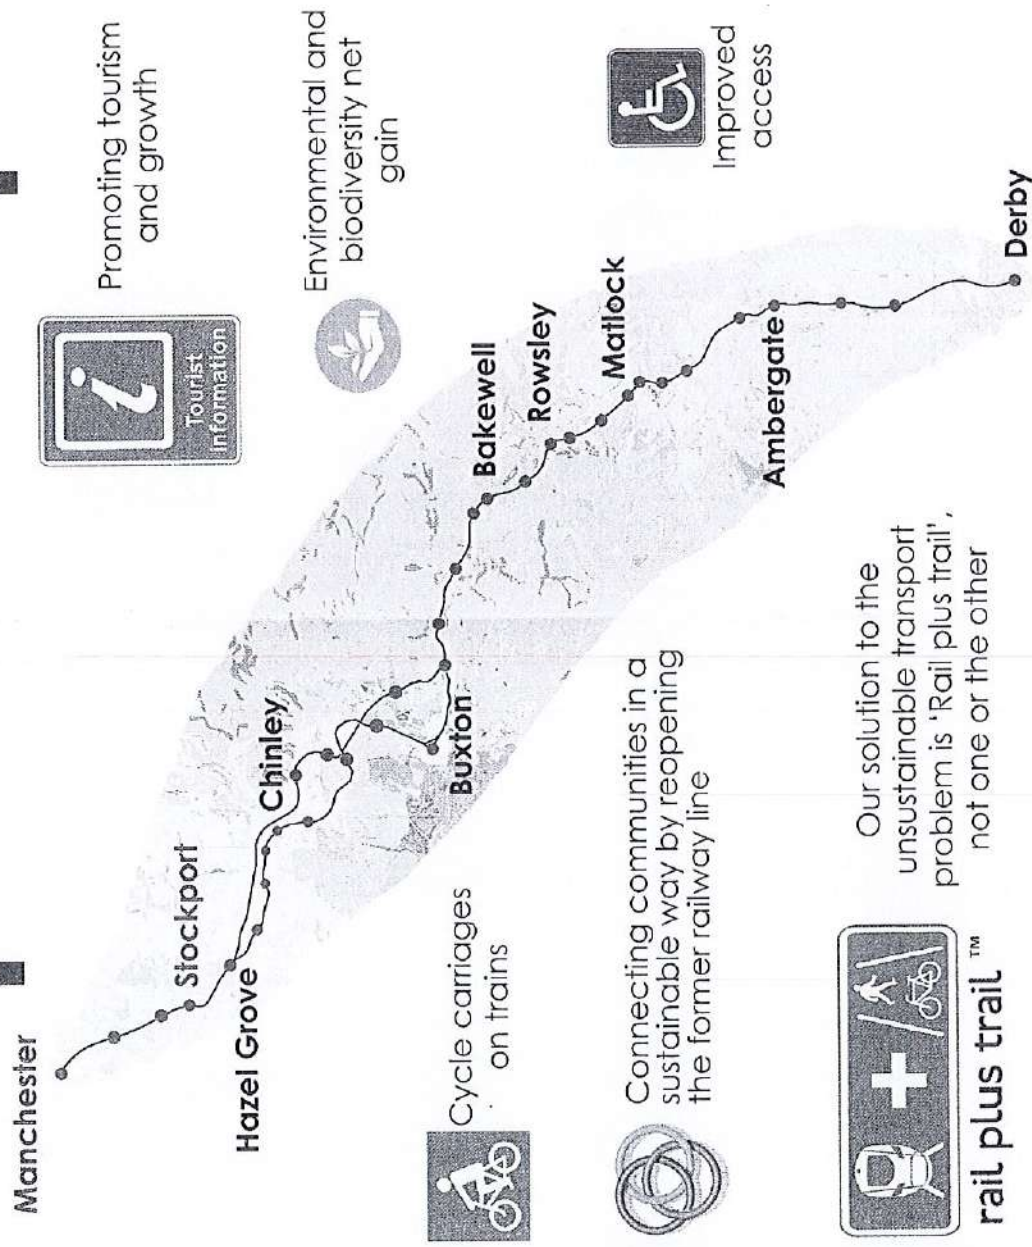 Manchester
Stockport
Hazel Grove
Chinley
Buxton
Bakewell
Rowsley
Matlock
Ambergate
Derby
Tourist
Information
Promoting tourism
and growth
Environmental and
biodiversity net
gain
Improved
access
Cycle carriages
on trains
Connecting communities in a
sustainable way by reopening
the former railway line
rail plus trail™
Our solution to the
unsustainable transport
problem is 'Rail plus trail',
not one or the other